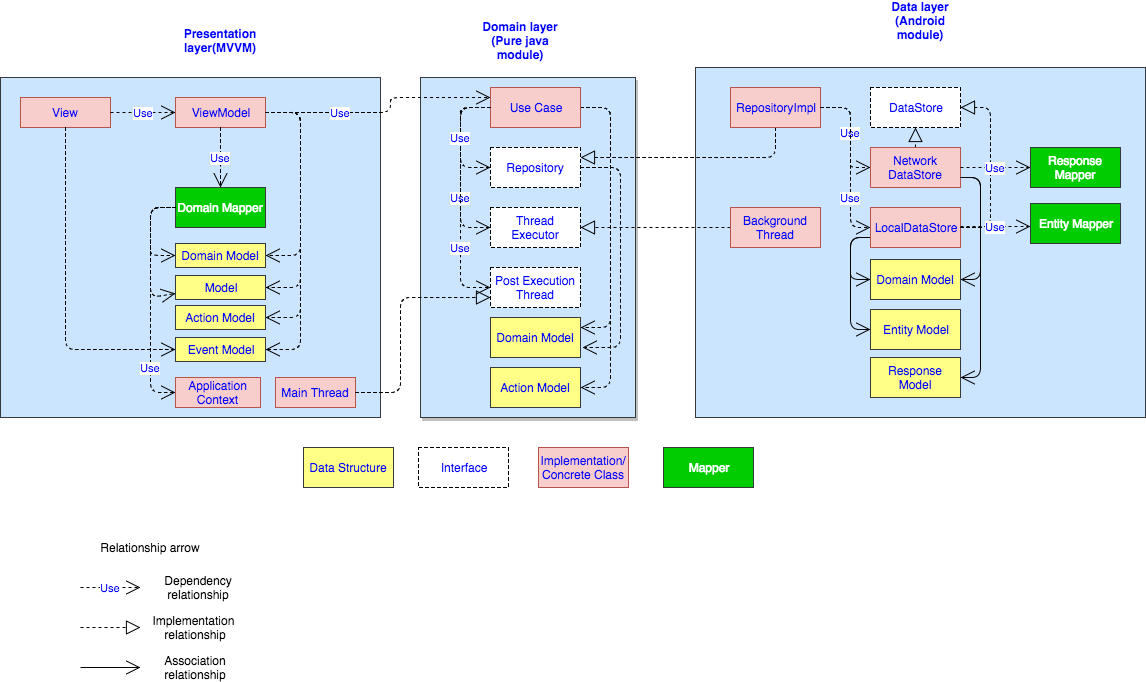 Presentation
layer(MVVM)
Domain layer
(Pure java
module)
Data layer
(Android
module)
View
Use
ViewModel
Use
Use
Domain Mapper
Domain Model
Model
Action Model
Event Model
Use
Application
Context
Main Thread
Use Case
Use
Repository
Use
Thread
Executor
Use
Post Execution
Thread
Domain Model
Action Model
RepositoryImpl
DataStore
Use
Network
DataStore
Use
Response
Mapper
Use
Background
Thread
LocalDataStore
Use
Entity Mapper
Domain Model
Entity Model
Response
Model
Data Structure
Interface
Implementation/
Concrete Class
Mapper
Relationship arrow
Use
Dependency
relationship
Implementation
relationship
Association
relationship